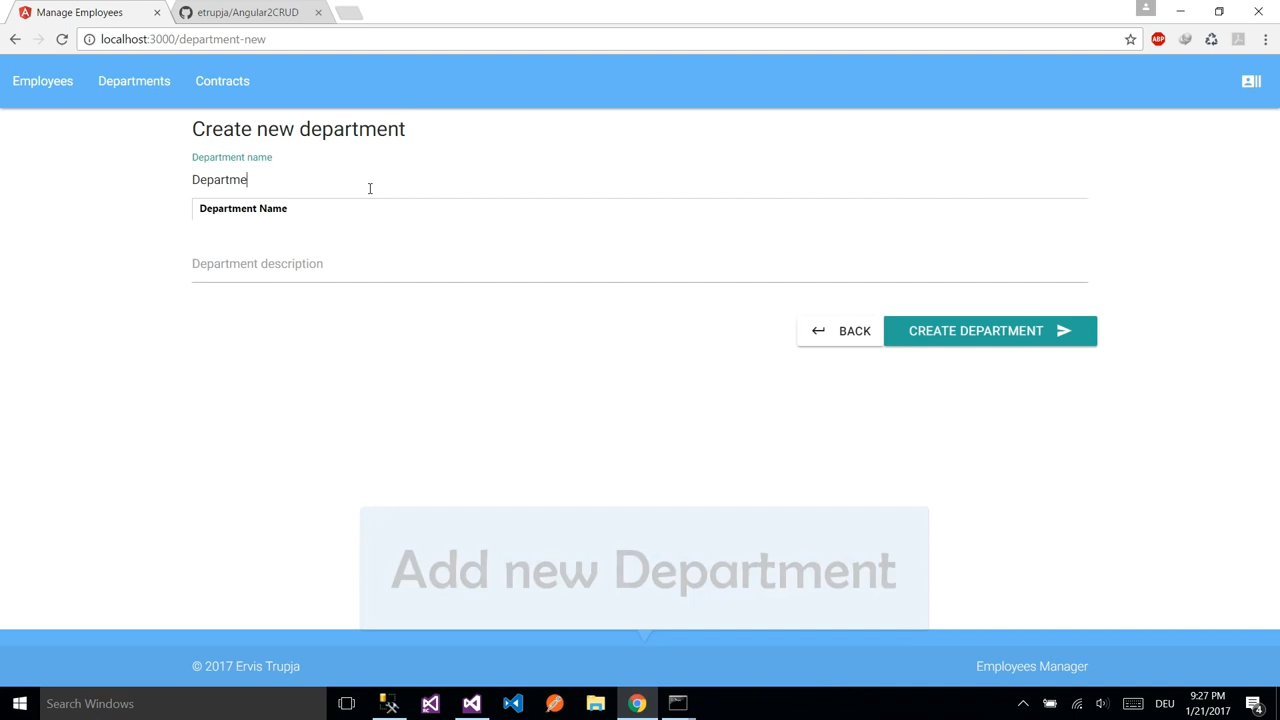 Manage Employees
etrupja/Angular2CRUD
localhost:3000/department-new
ABP
Employees
Departments
Contracts
Create new department
Department name
Departme
Department Name
Department description
BACK
CREATE DEPARTMENT
Add new Department
© 2017 Ervis Trupja
Employees Manager
Search Windows
DEU
9:27 PM
1/21/2017
4